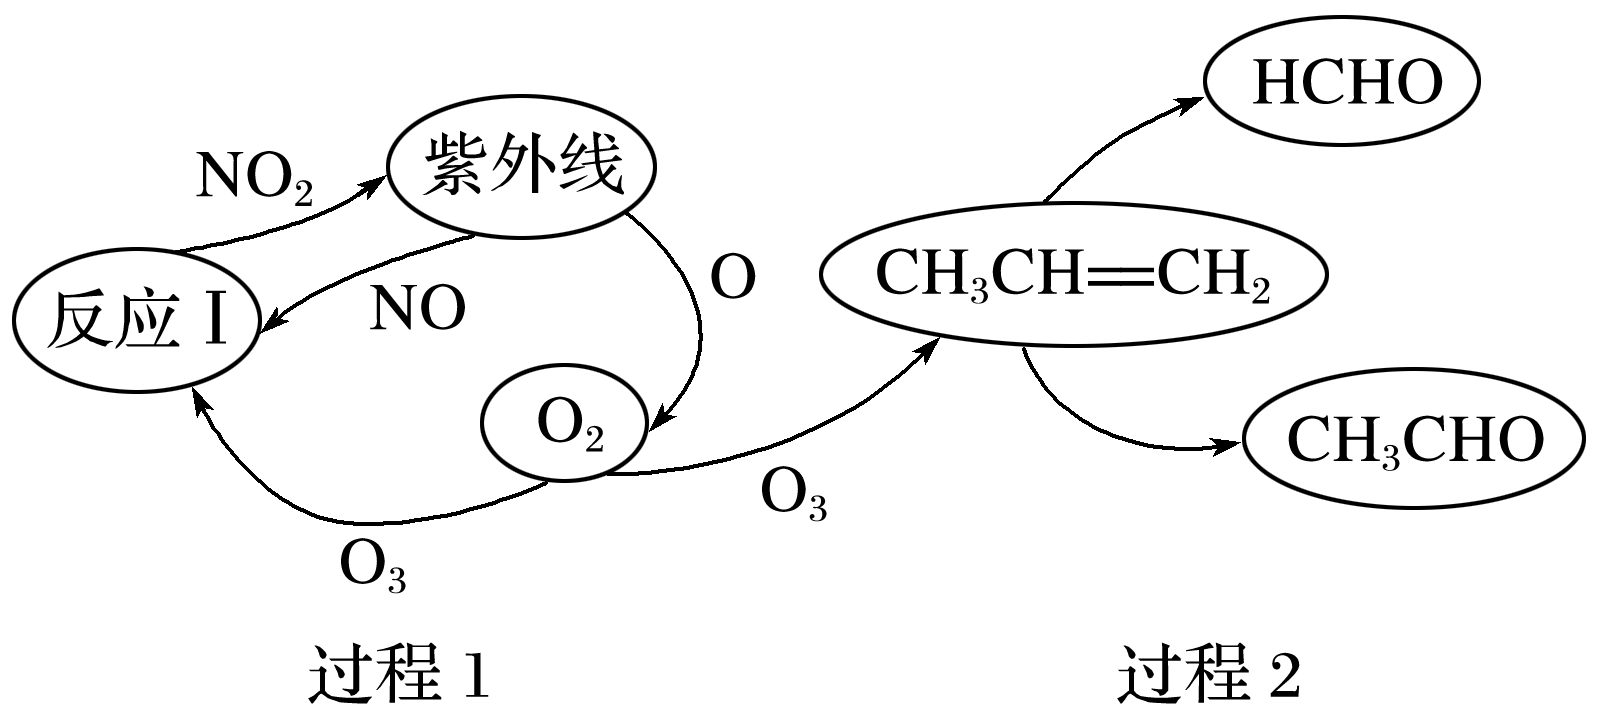 HCHO
紫外线
NO₂
CH₃CH═CH₂
O
NO
反应Ⅰ
O₂
CH₃CHO
O₃
O₃
过程1
过程2